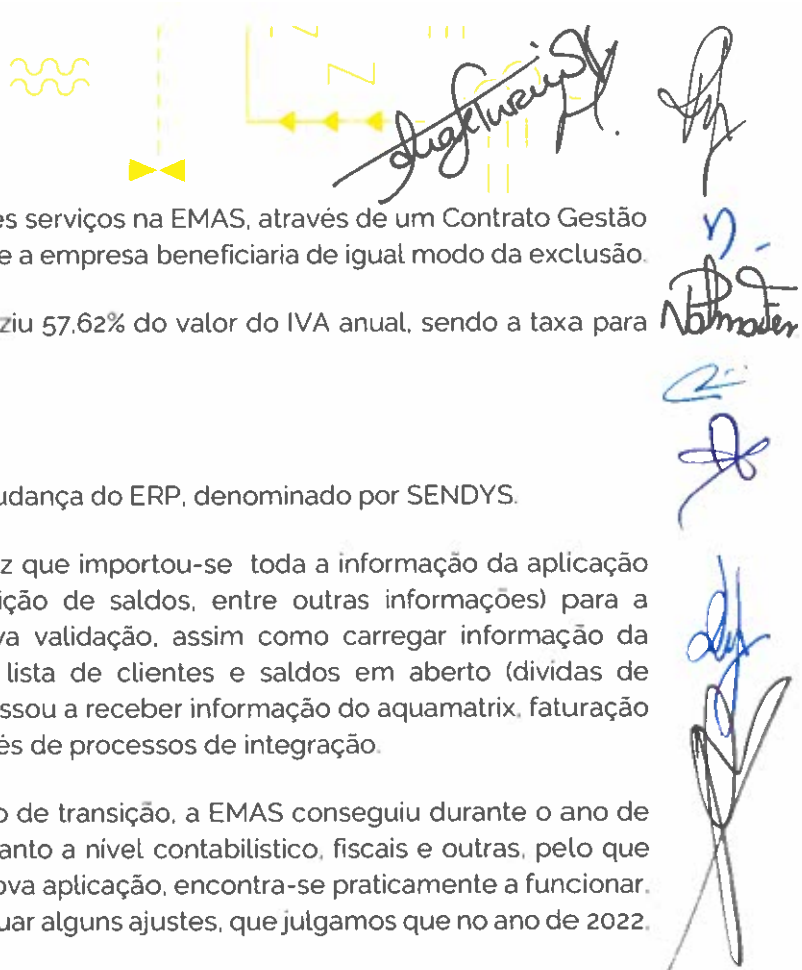 es serviços na EMAS, através de um Contrato Gestão
e a empresa beneficiaria de igual modo da exclusão.
ziu 57,62% do valor do IVA anual, sendo a taxa para
udança do ERP, denominado por SENDYS.
z que importou-se toda a informação da aplicação
ição de saldos, entre outras informações) para a
va validação, assim como carregar informação da
lista de clientes e saldos em aberto (dividas de
ssou a receber informação do aquamatrix, faturação
és de processos de integração.
o de transição, a EMAS conseguiu durante o ano de
anto a nível contabilístico, fiscais e outras, pelo que
ova aplicação, encontra-se praticamente a funcionar.
uar alguns ajustes, que julgamos que no ano de 2022.